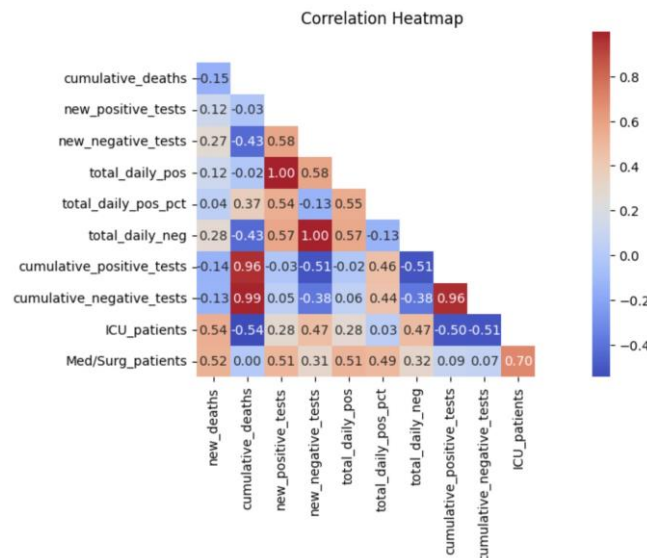 Correlation Heatmap
cumulative_deaths -0.15
new_positive_tests 0.12 -0.03
new_negative_tests 0.27 -0.43 0.58
total_daily_pos 0.12 -0.02 1.00 0.58
total_daily_pos_pct 0.04 0.37 0.54 -0.13 0.55
total_daily_neg 0.28 -0.43 0.57 1.00 0.57 -0.13
cumulative_positive_tests -0.14 0.96 -0.03 -0.51 -0.02 0.46 -0.51
cumulative_negative_tests -0.13 0.99 0.05 -0.38 0.06 0.44 -0.38 0.96
ICU_patients 0.54 -0.54 0.28 0.47 0.28 0.03 0.47 -0.50 -0.51
Med/Surg_patients 0.52 0.00 0.51 0.31 0.51 0.49 0.32 0.09 0.07 0.70
new_deaths
cumulative_deaths
new_positive_tests
new_negative_tests
total_daily_pos
total_daily_pos_pct
total_daily_neg
cumulative_positive_tests
cumulative_negative_tests
ICU_patients
0.8
0.6
0.4
0.2
0.0
−0.2
−0.4